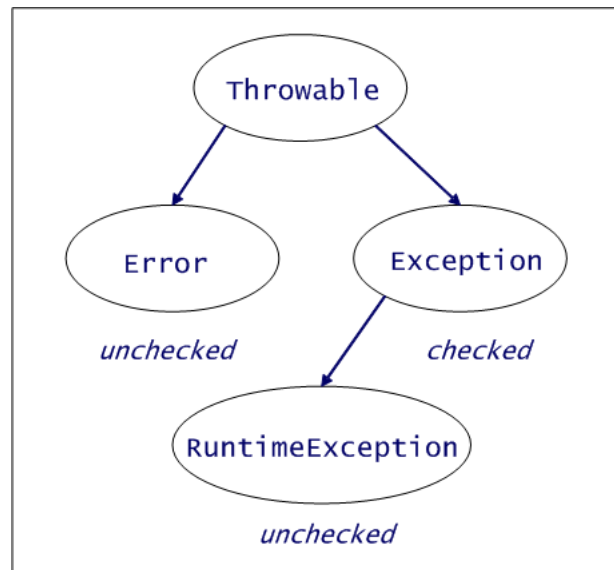 Throwable
Error
Exception
unchecked
checked
RuntimeException
unchecked